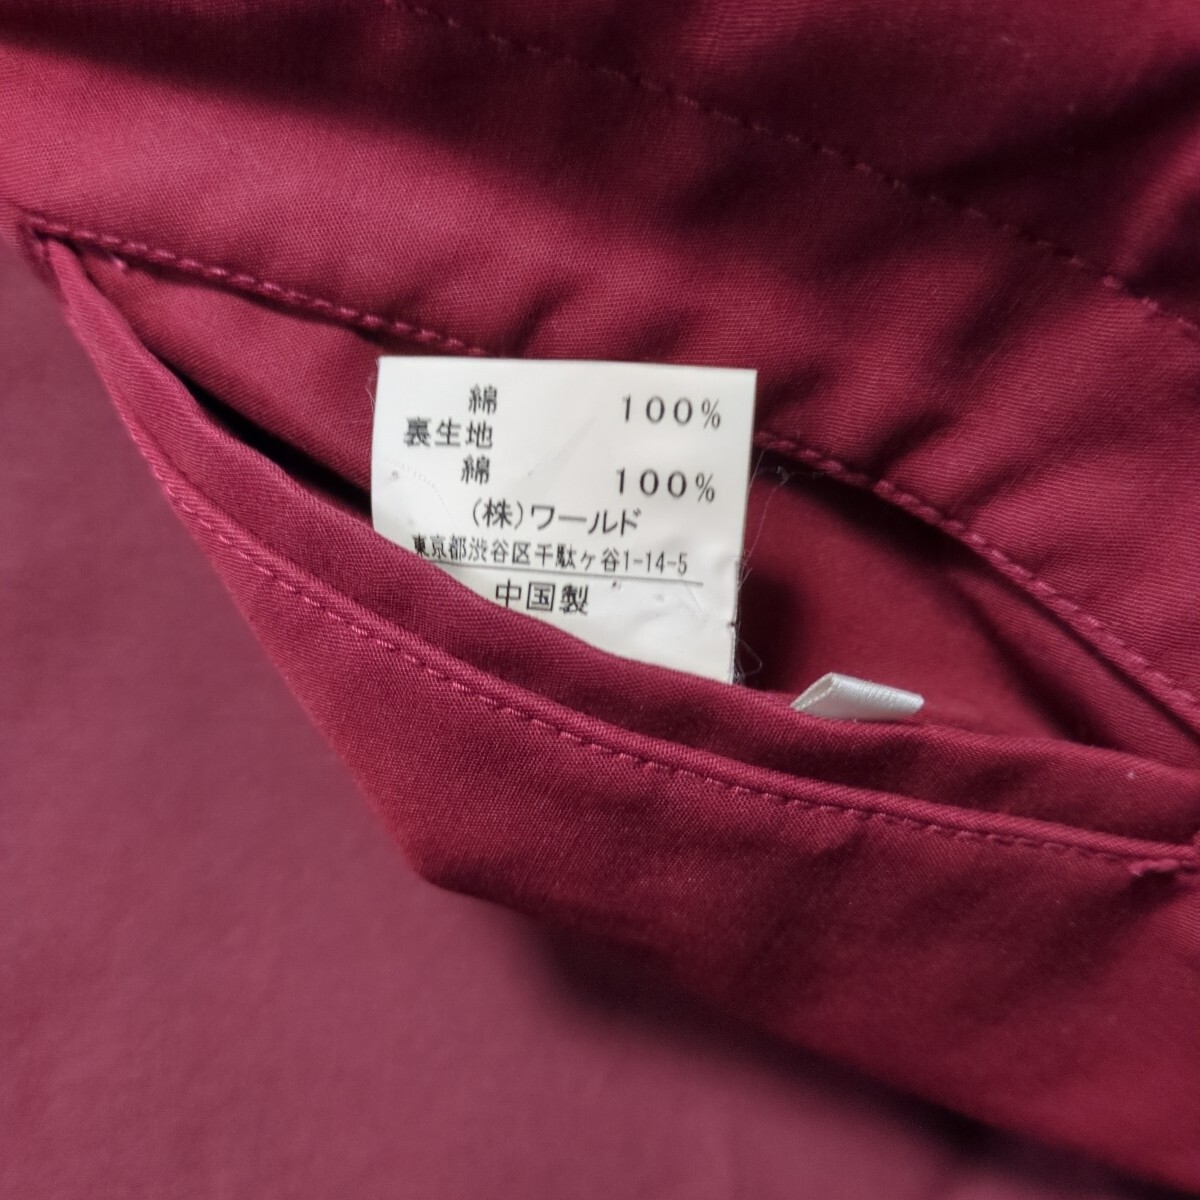 綿 100%
裏生地
綿 100%
(株)ワールド
東京都渋谷区千駄ヶ谷1-14-5
中国製